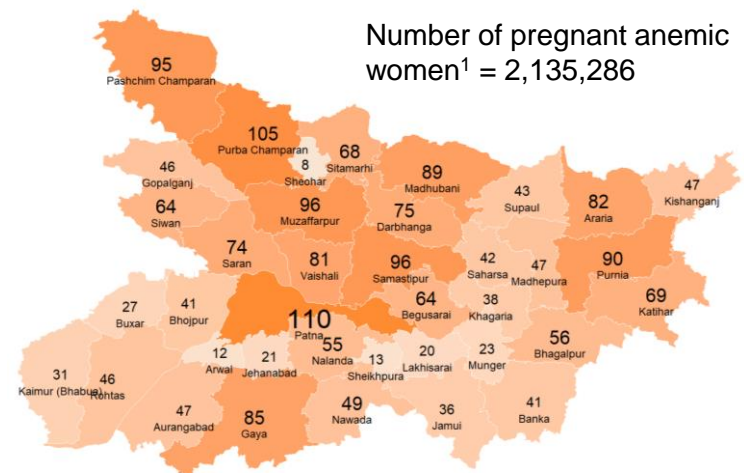 Number of pregnant anemic
women¹ = 2,135,286
95
Pashchim Champaran
105
Purba Champaran
8
Sheohar
68
Sitamarhi
46
Gopalganj
89
Madhubani
43
Supaul
82
Araria
47
Kishanganj
64
Siwan
96
Muzaffarpur
75
Darbhanga
74
Saran
81
Vaishali
96
Samastipur
42
Saharsa
47
Madhepura
90
Purnia
69
Katihar
64
Begusarai
38
Khagaria
27
Buxar
41
Bhojpur
110
Patna
55
Nalanda
56
Bhagalpur
12
Arwal
21
Jehanabad
13
Sheikhpura
20
Lakhisarai
23
Munger
31
Kaimur (Bhabua)
46
Rohtas
47
Aurangabad
85
Gaya
49
Nawada
36
Jamui
41
Banka